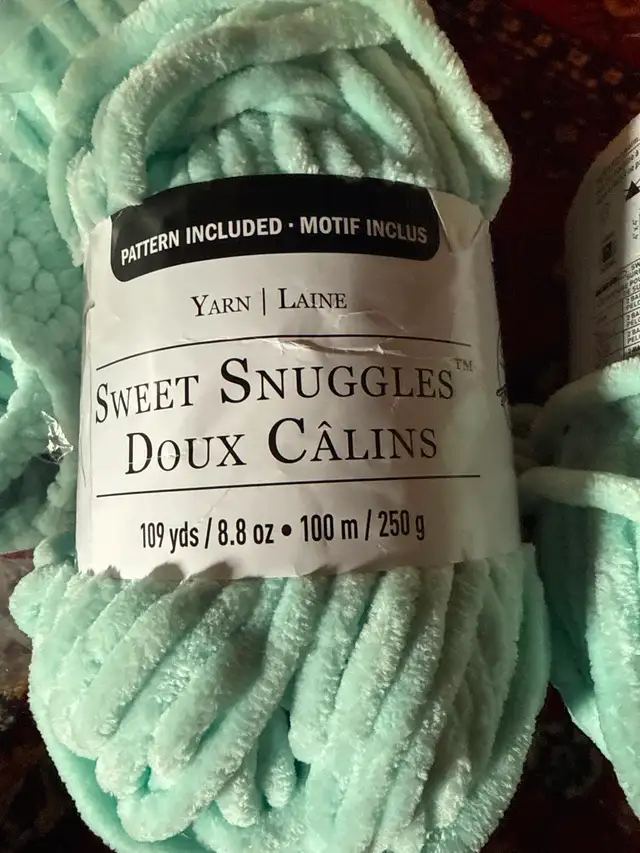 PATTERN INCLUDED · MOTIF INCLUS
YARN | LAINE
SWEET SNUGGLES™
DOUX CÂLINS
109 yds / 8.8 oz • 100 m / 250 g